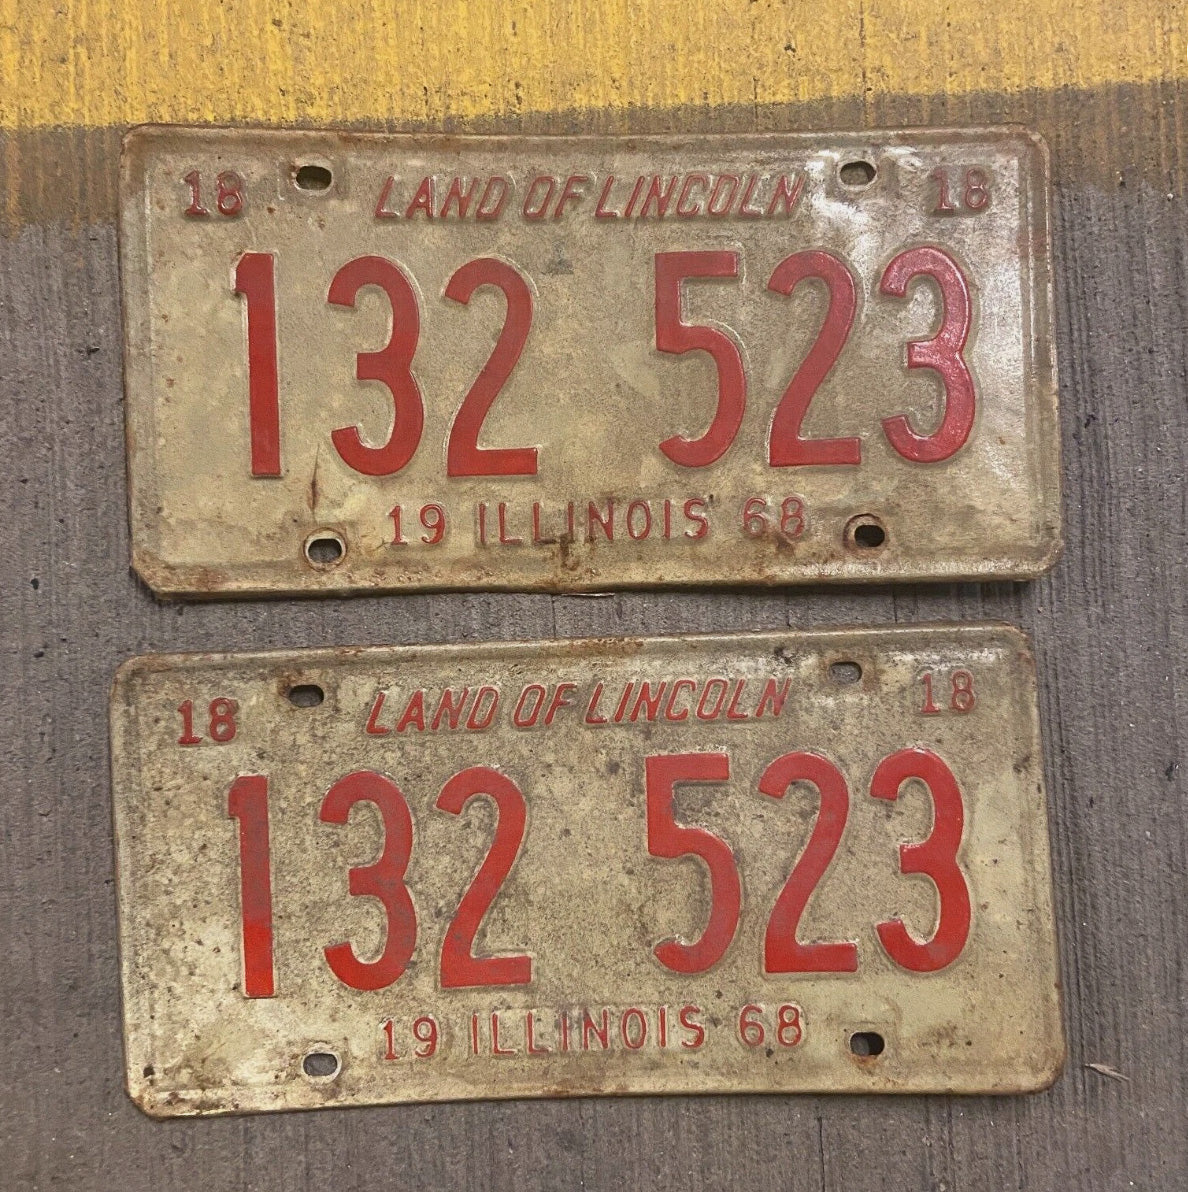 18 LAND OF LINCOLN 18
132 523
19 ILLINOIS 68
18 LAND OF LINCOLN 18
132 523
19 ILLINOIS 68